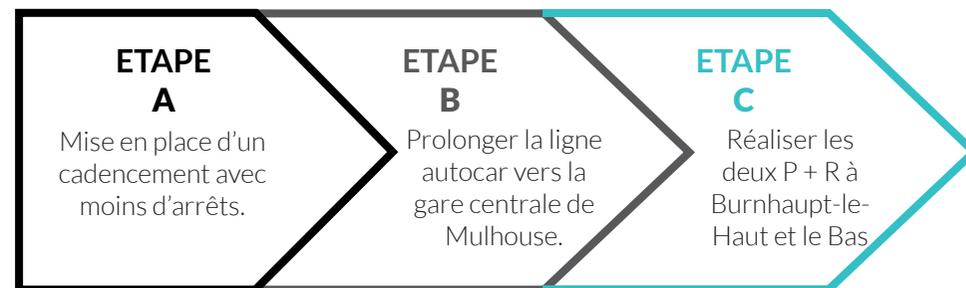 ETAPE
A
Mise en place d’un
cadencement avec
moins d’arrêts.
ETAPE
B
Prolonger la ligne
autocar vers la
gare centrale de
Mulhouse.
ETAPE
C
Réaliser les
deux P + R à
Burnhaupt-le-
Haut et le Bas